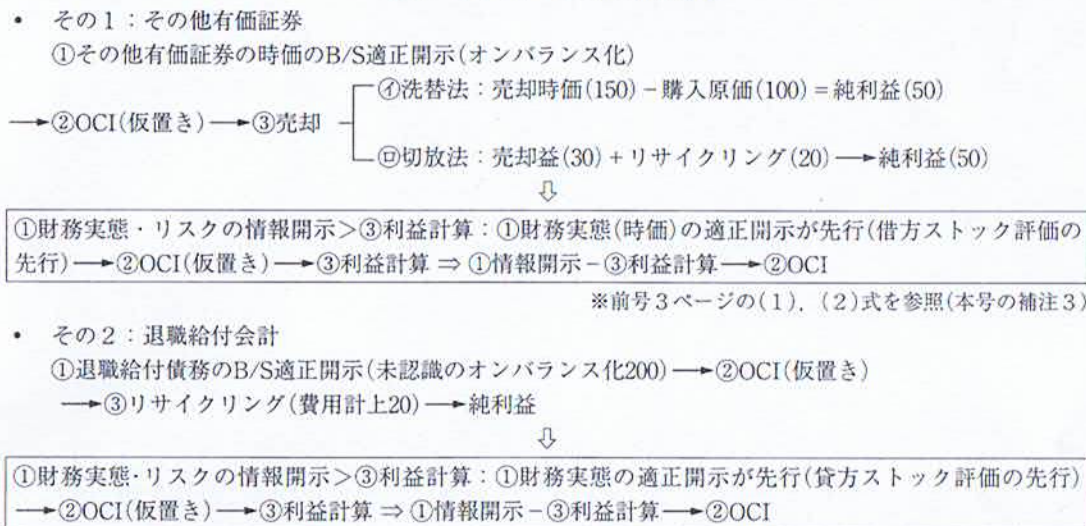 • その1：その他有価証券
①その他有価証券の時価のB/S適正開示(オンバランス化)
㋑洗替法：売却時価(150)－購入原価(100)＝純利益(50)
→②OCI(仮置き)→③売却
㋺切放法：売却益(30)＋リサイクリング(20)→純利益(50)
⇩
①財務実態・リスクの情報開示＞③利益計算：①財務実態(時価)の適正開示が先行(借方ストック評価の
先行)→②OCI(仮置き)→③利益計算 ⇒ ①情報開示－③利益計算→②OCI
※前号3ページの(1)，(2)式を参照(本号の補注3)
• その2：退職給付会計
①退職給付債務のB/S適正開示(未認識のオンバランス化200)→②OCI(仮置き)
→③リサイクリング(費用計上20)→純利益
⇩
①財務実態・リスクの情報開示＞③利益計算：①財務実態の適正開示が先行(貸方ストック評価の先行)
→②OCI(仮置き)→③利益計算 ⇒ ①情報開示－③利益計算→②OCI